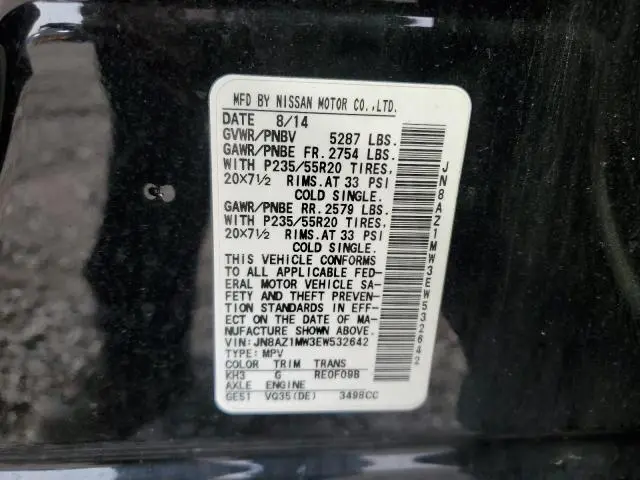 MFD BY NISSAN MOTOR CO.,LTD.
DATE 8/14
GVWR/PNBV 5287 LBS.
GAWR/PNBE FR. 2754 LBS.
WITH P235/55R20 TIRES,
20X7½ RIMS. AT 33 PSI
COLD SINGLE.
GAWR/PNBE RR. 2579 LBS.
WITH P235/55R20 TIRES,
20X7½ RIMS. AT 33 PSI
COLD SINGLE.
THIS VEHICLE CONFORMS
TO ALL APPLICABLE FED-
ERAL MOTOR VEHICLE SA-
FETY AND THEFT PREVEN-
TION STANDARDS IN EFF-
ECT ON THE DATE OF MA-
NUFACTURE SHOWN ABOVE.
VIN: JN8AZ1MW3EW532642
TYPE: MPV
COLOR TRIM TRANS
KH3 G RE0F09B
AXLE ENGINE
GE51 VQ35(DE) 3498CC
JN8AZ1MW3EW532642